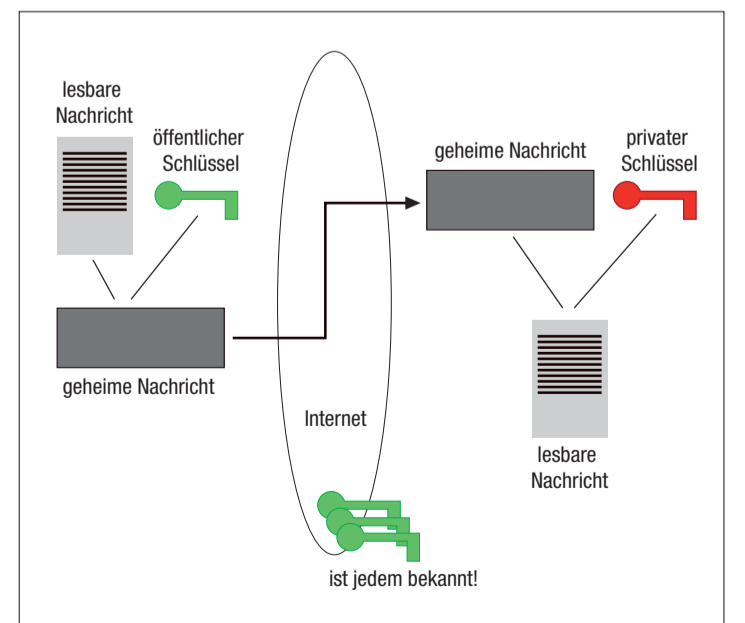 lesbare
Nachricht
öffentlicher
Schlüssel
geheime Nachricht
Internet
ist jedem bekannt!
geheime Nachricht
privater
Schlüssel
lesbare
Nachricht